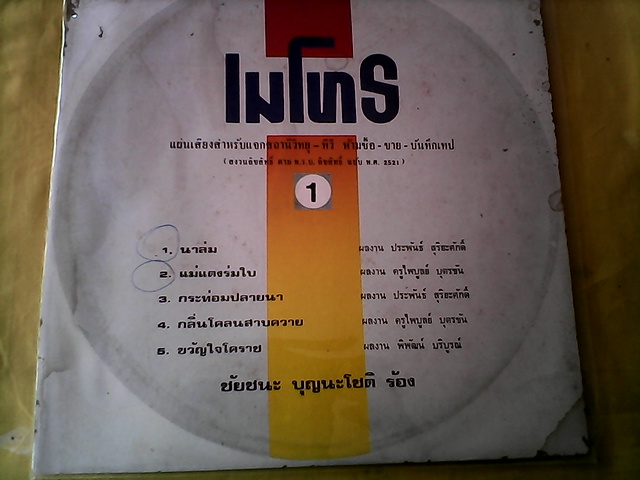 เมโทร
แผ่นเสียงสำหรับแจกสถานีวิทยุ - ทีวี ห้ามซื้อ - ขาย - บันทึกเทป
( สงวนลิขสิทธิ์ ตาม พ.ร.บ. ลิขสิทธิ์ ฉบับ พ.ศ. 2521 )
1
1. นาล่ม ผลงาน ประพันธ์ สุริยะศักดิ์
2. แม่แตงร่มใบ ผลงาน ครูไพบูลย์ บุตรขัน
3. กระท่อมปลายนา ผลงาน ประพันธ์ สุริยะศักดิ์
4. กลิ่นโคลนสาบควาย ผลงาน ครูไพบูลย์ บุตรขัน
5. ขวัญใจโคราช ผลงาน พิพัฒน์ บริบูรณ์
ชัยชนะ บุญนะโชติ ร้อง